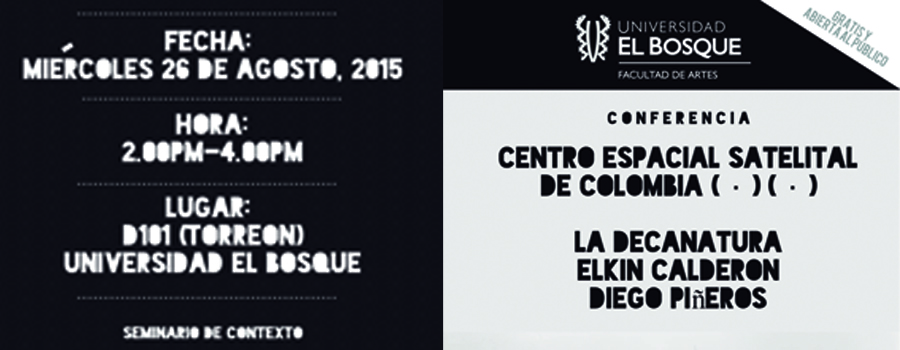 FECHA:
MIÉRCOLES 26 DE AGOSTO, 2015
HORA:
2.00PM-4.00PM
LUGAR:
D101 (TORREON)
UNIVERSIDAD EL BOSQUE
SEMINARIO DE CONTEXTO
UNIVERSIDAD
EL BOSQUE
FACULTAD DE ARTES
GRATIS Y
ABIERTA AL PÚBLICO
CONFERENCIA
CENTRO ESPACIAL SATELITAL
DE COLOMBIA ( · ) ( · )
LA DECANATURA
ELKIN CALDERON
DIEGO PIñEROS